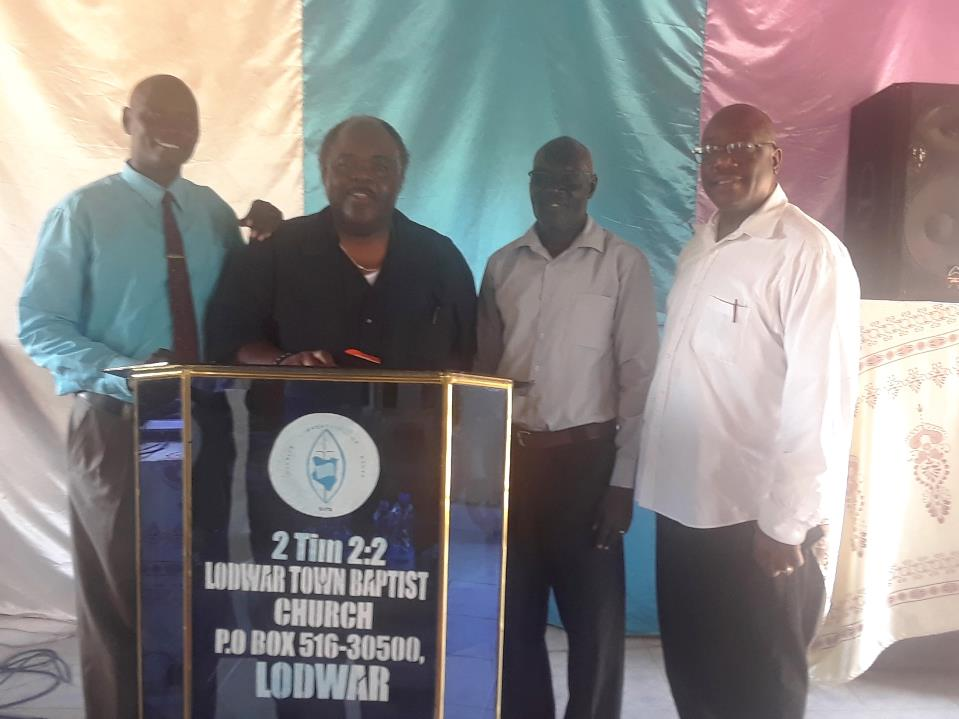 2 Tim 2:2
LODWAR TOWN BAPTIST
CHURCH
P.O BOX 516-30500,
LODWAR